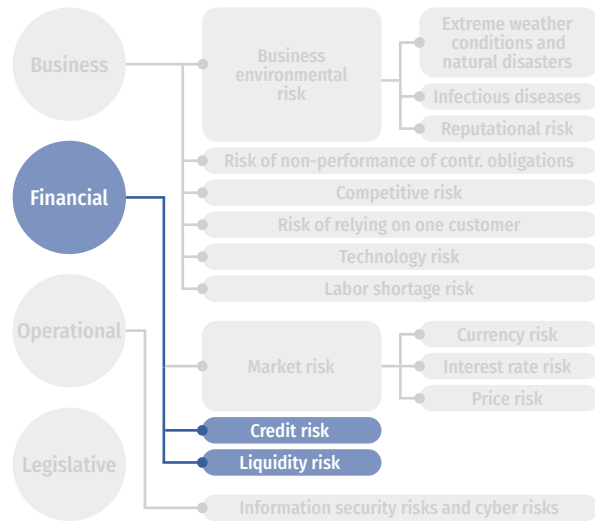 Business
Business
environmental
risk
Extreme weather
conditions and
natural disasters
Infectious diseases
Reputational risk
Risk of non-performance of contr. obligations
Financial
Competitive risk
Risk of relying on one customer
Technology risk
Labor shortage risk
Operational
Market risk
Currency risk
Interest rate risk
Price risk
Legislative
Credit risk
Liquidity risk
Information security risks and cyber risks